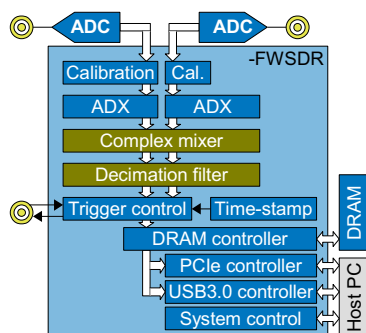 ADC
ADC
-FWSDR
Calibration
Cal.
ADX
ADX
Complex mixer
Decimation filter
Trigger control
Time-stamp
DRAM controller
DRAM
PCIe controller
USB3.0 controller
System control
Host PC